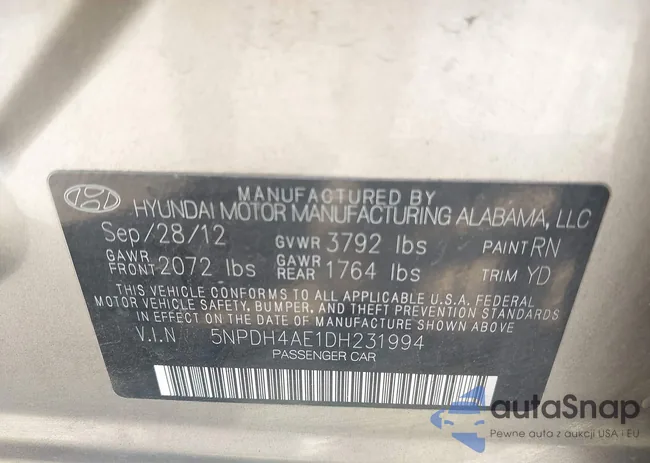 MANUFACTURED BY
HYUNDAI MOTOR MANUFACTURING ALABAMA, LLC
Sep/28/12 GVWR 3792 lbs PAINT RN
GAWR FRONT 2072 lbs GAWR REAR 1764 lbs TRIM YD
THIS VEHICLE CONFORMS TO ALL APPLICABLE U.S.A. FEDERAL
MOTOR VEHICLE SAFETY, BUMPER, AND THEFT PREVENTION STANDARDS
IN EFFECT ON THE DATE OF MANUFACTURE SHOWN ABOVE.
V.I.N 5NPDH4AE1DH231994
PASSENGER CAR
autaSnap
Pewne auta z aukcji USA i EU